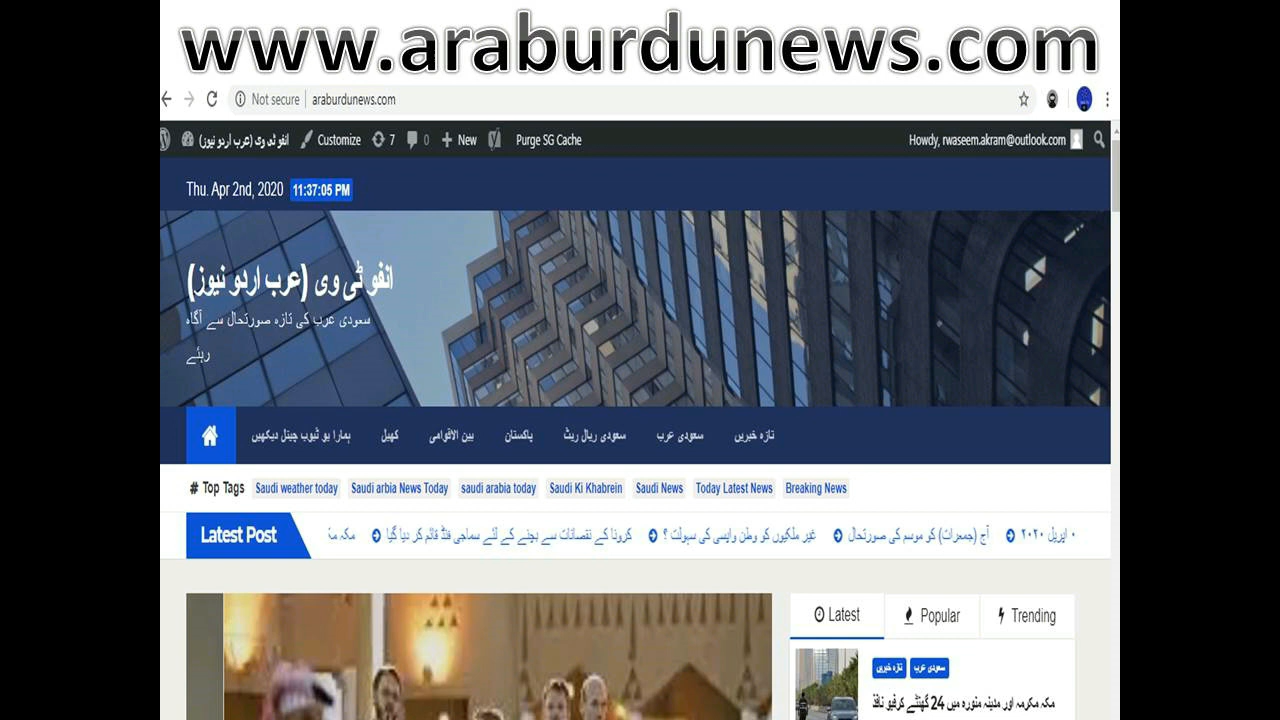 www.araburdunews.com
Not secure | araburdunews.com
انفو ٹی وی (عرب اردو نیوز) Customize 7 0 New Purge SG Cache Howdy, rwaseem.akram@outlook.com
Thu. Apr 2nd, 2020 11:37:05 PM
انفو ٹی وی (عرب اردو نیوز)
سعودی عرب کی تازہ صورتحال سے آگاہ
رہئے
تازہ خبریں سعودی عرب سعودی ریال ریٹ پاکستان بین الاقوامی کھیل ہمارا یو ٹیوب چینل دیکھیں
# Top Tags Saudi weather today Saudi arbia News Today saudi arabia today Saudi Ki Khabrein Saudi News Today Latest News Breaking News
Latest Post
۰ اپریل ۲۰۲۰ آج (جمعرات) کو موسم کی صورتحال غیر ملکیوں کو وطن واپسی کی سہولت ؟ کرونا کے نقصانات سے بچنے کے لئے سماجی فنڈ قائم کر دیا گیا مکہ
Latest Popular Trending
سعودی عرب تازہ خبریں
مکہ مکرمہ اور مدینہ منورہ میں 24 گھنٹے کرفیو نافذ